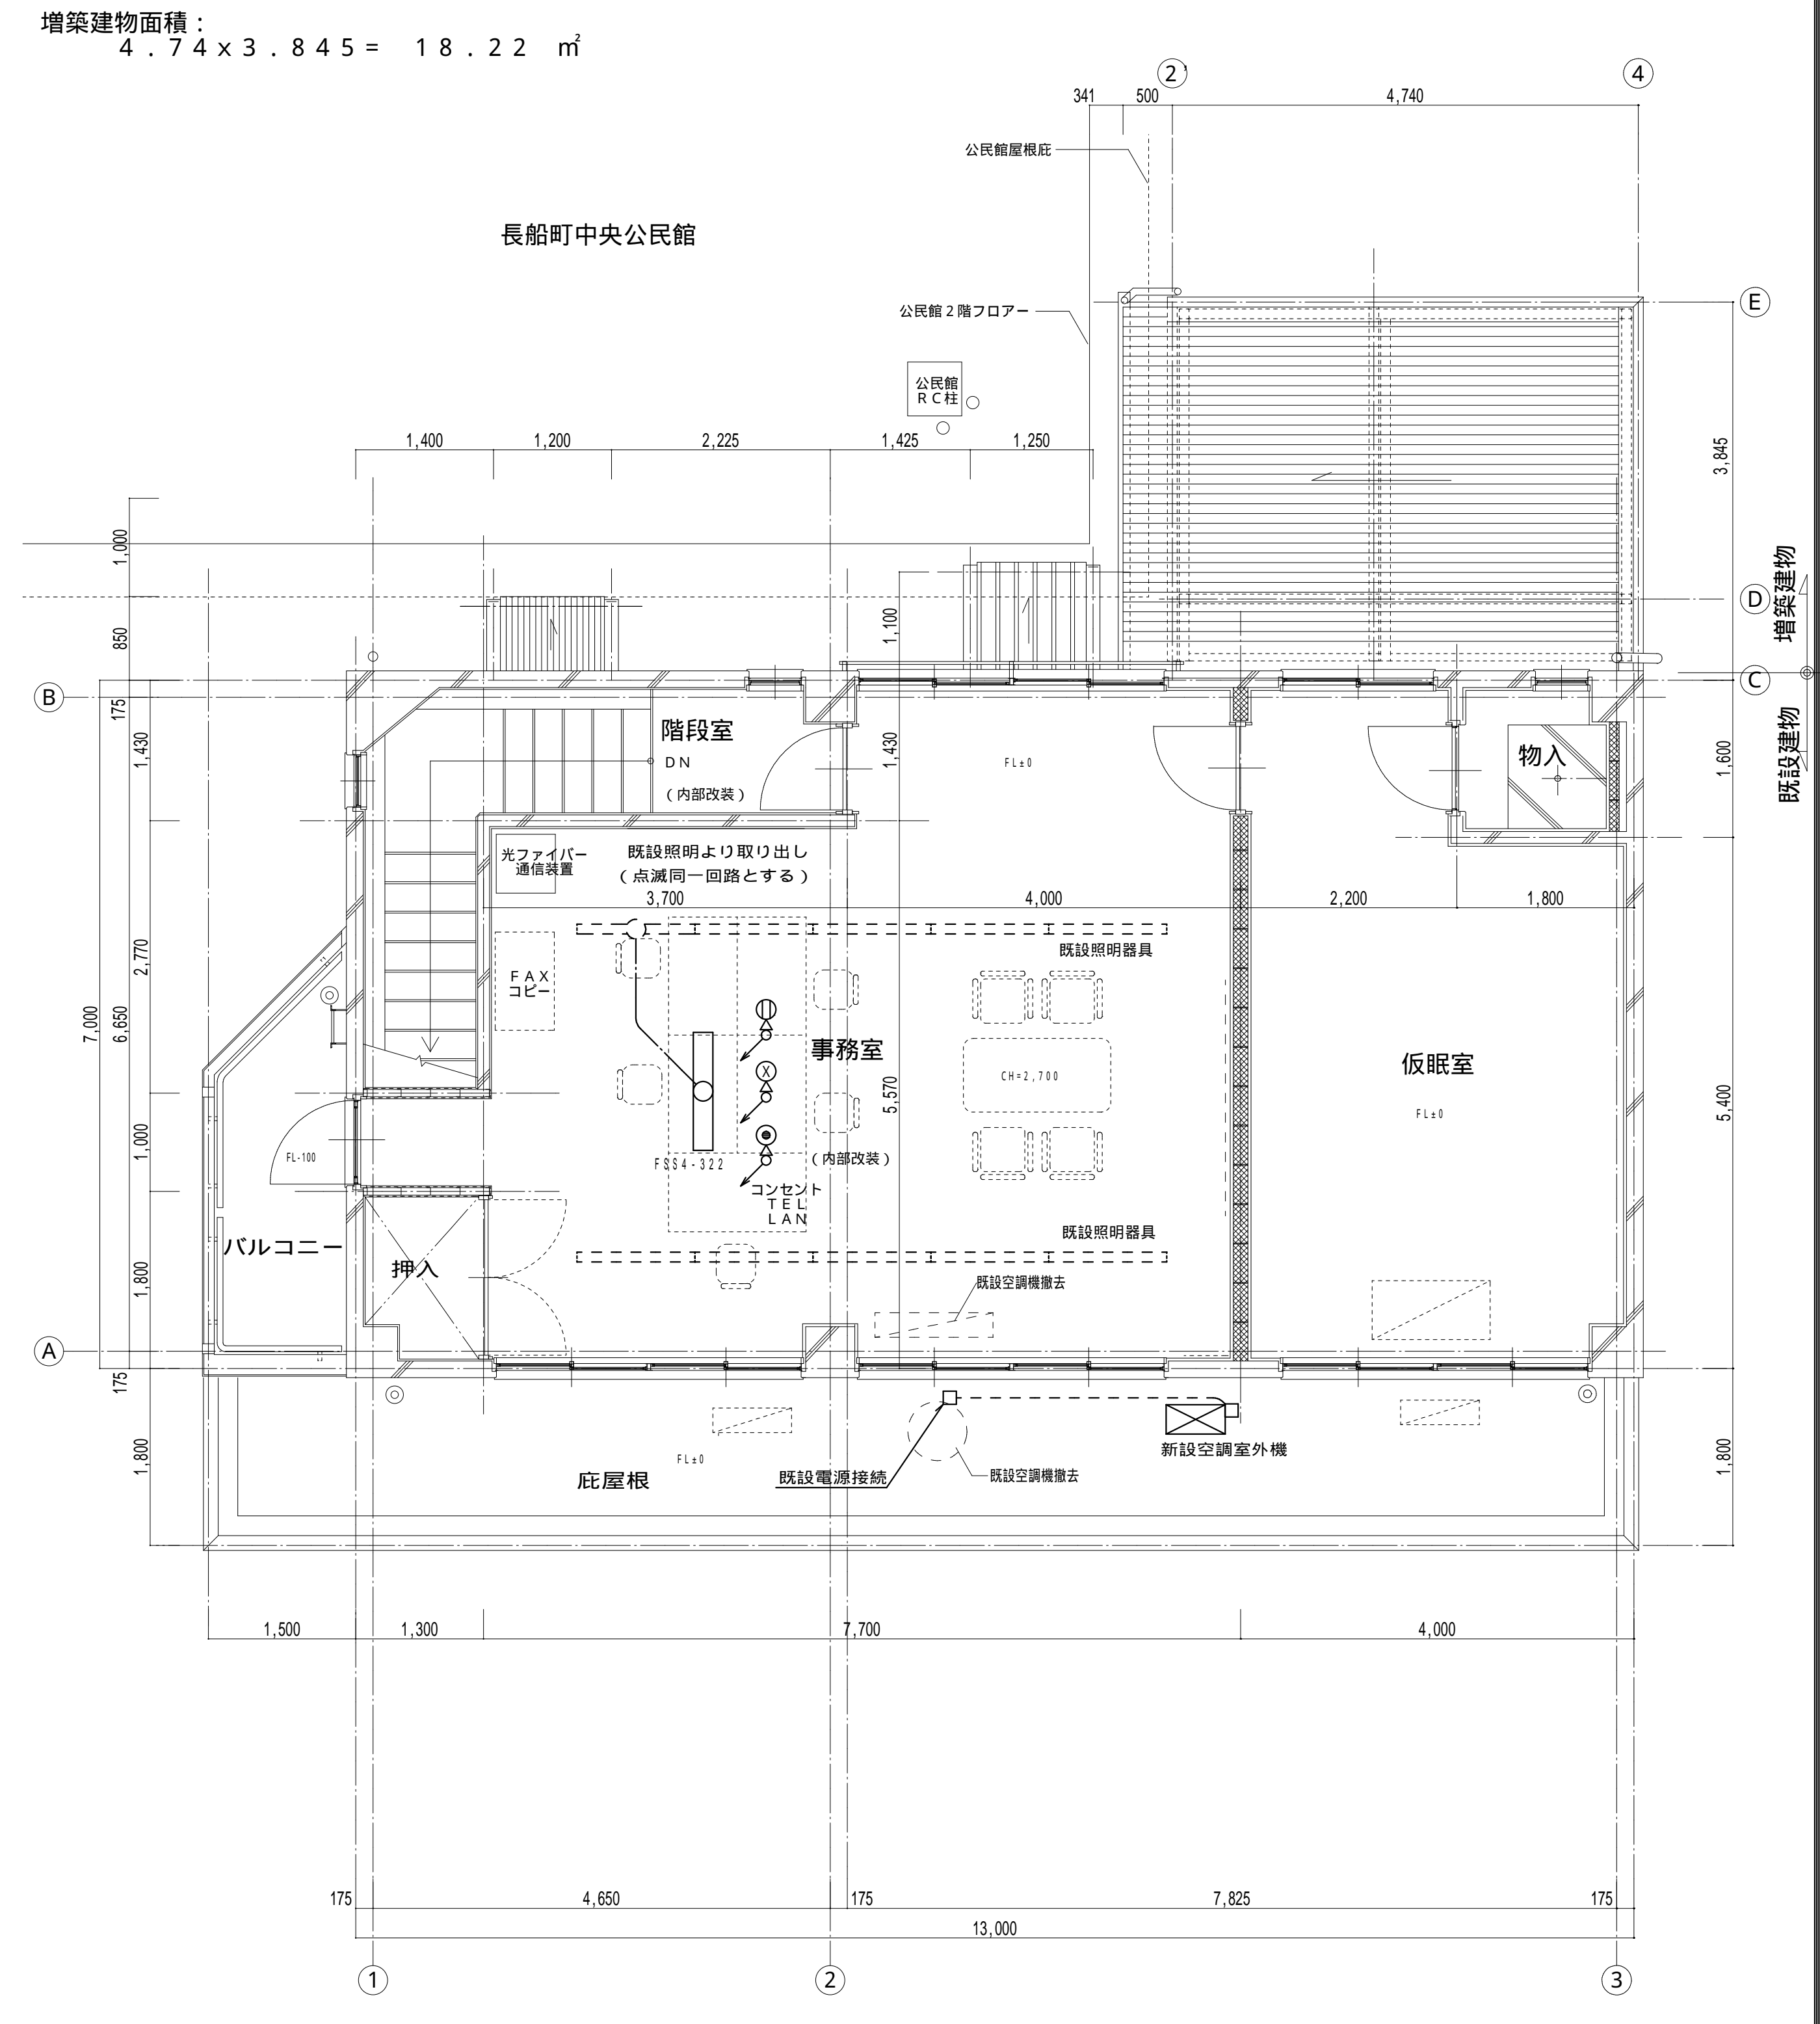 増築建物面積：
４．７４ｘ３．８４５＝　１８．２２　㎡
2'
4
341
500
4,740
公民館屋根庇
長船町中央公民館
公民館２階フロアー
E
公民館
ＲＣ柱
1,400
1,200
2,225
1,425
1,250
3,845
1,000
850
175
1,100
D
増築建物
B
C
既設建物
階段室
DN
（内部改装）
1,430
1,430
FL±0
物入
1,600
光ファイバー
通信装置
既設照明より取り出し
（点滅同一回路とする）
3,700
4,000
2,200
1,800
既設照明器具
2,770
7,000
6,650
ＦＡＸ
コピー
事務室
CH=2,700
仮眠室
FL±0
5,570
5,400
X
1,000
FL-100
FSS4-322
（内部改装）
コンセント
ＴＥＬ
ＬＡＮ
既設照明器具
バルコニー
押入
1,800
既設空調機撤去
A
175
1,800
FL±0
庇屋根
既設電源接続
既設空調機撤去
新設空調室外機
1,800
1,500
1,300
7,700
4,000
175
4,650
175
7,825
175
13,000
1
2
3